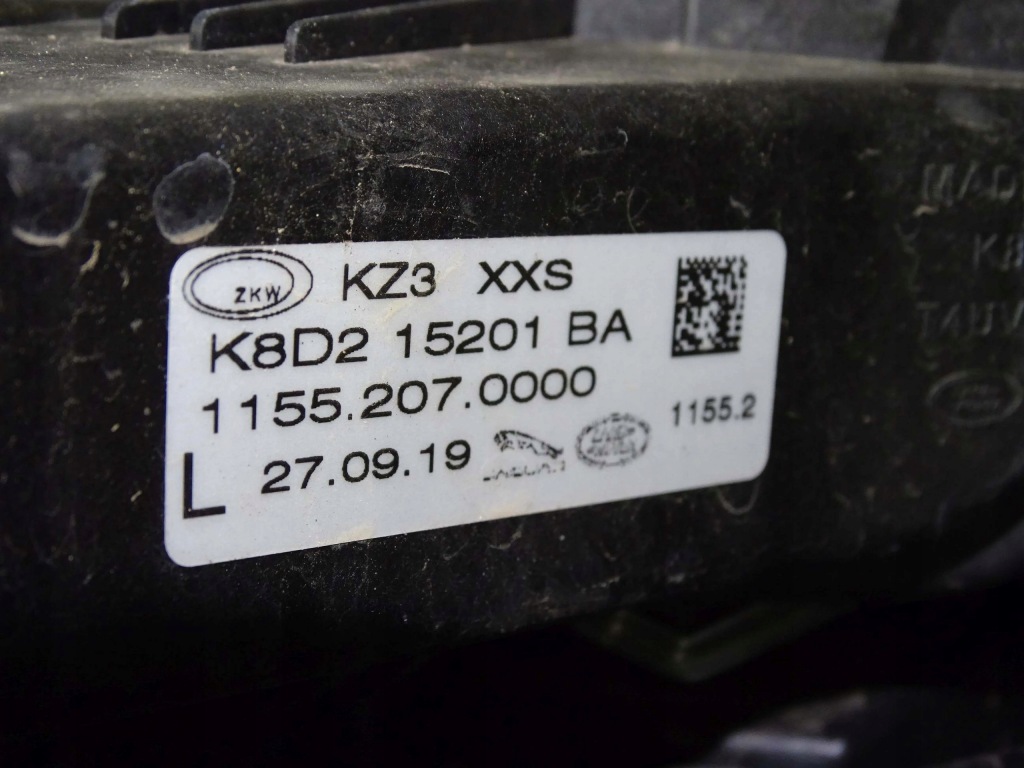 ZKW KZ3 XXS
K8D2 15201 BA
1155.207.0000
L 27.09.19 1155.2